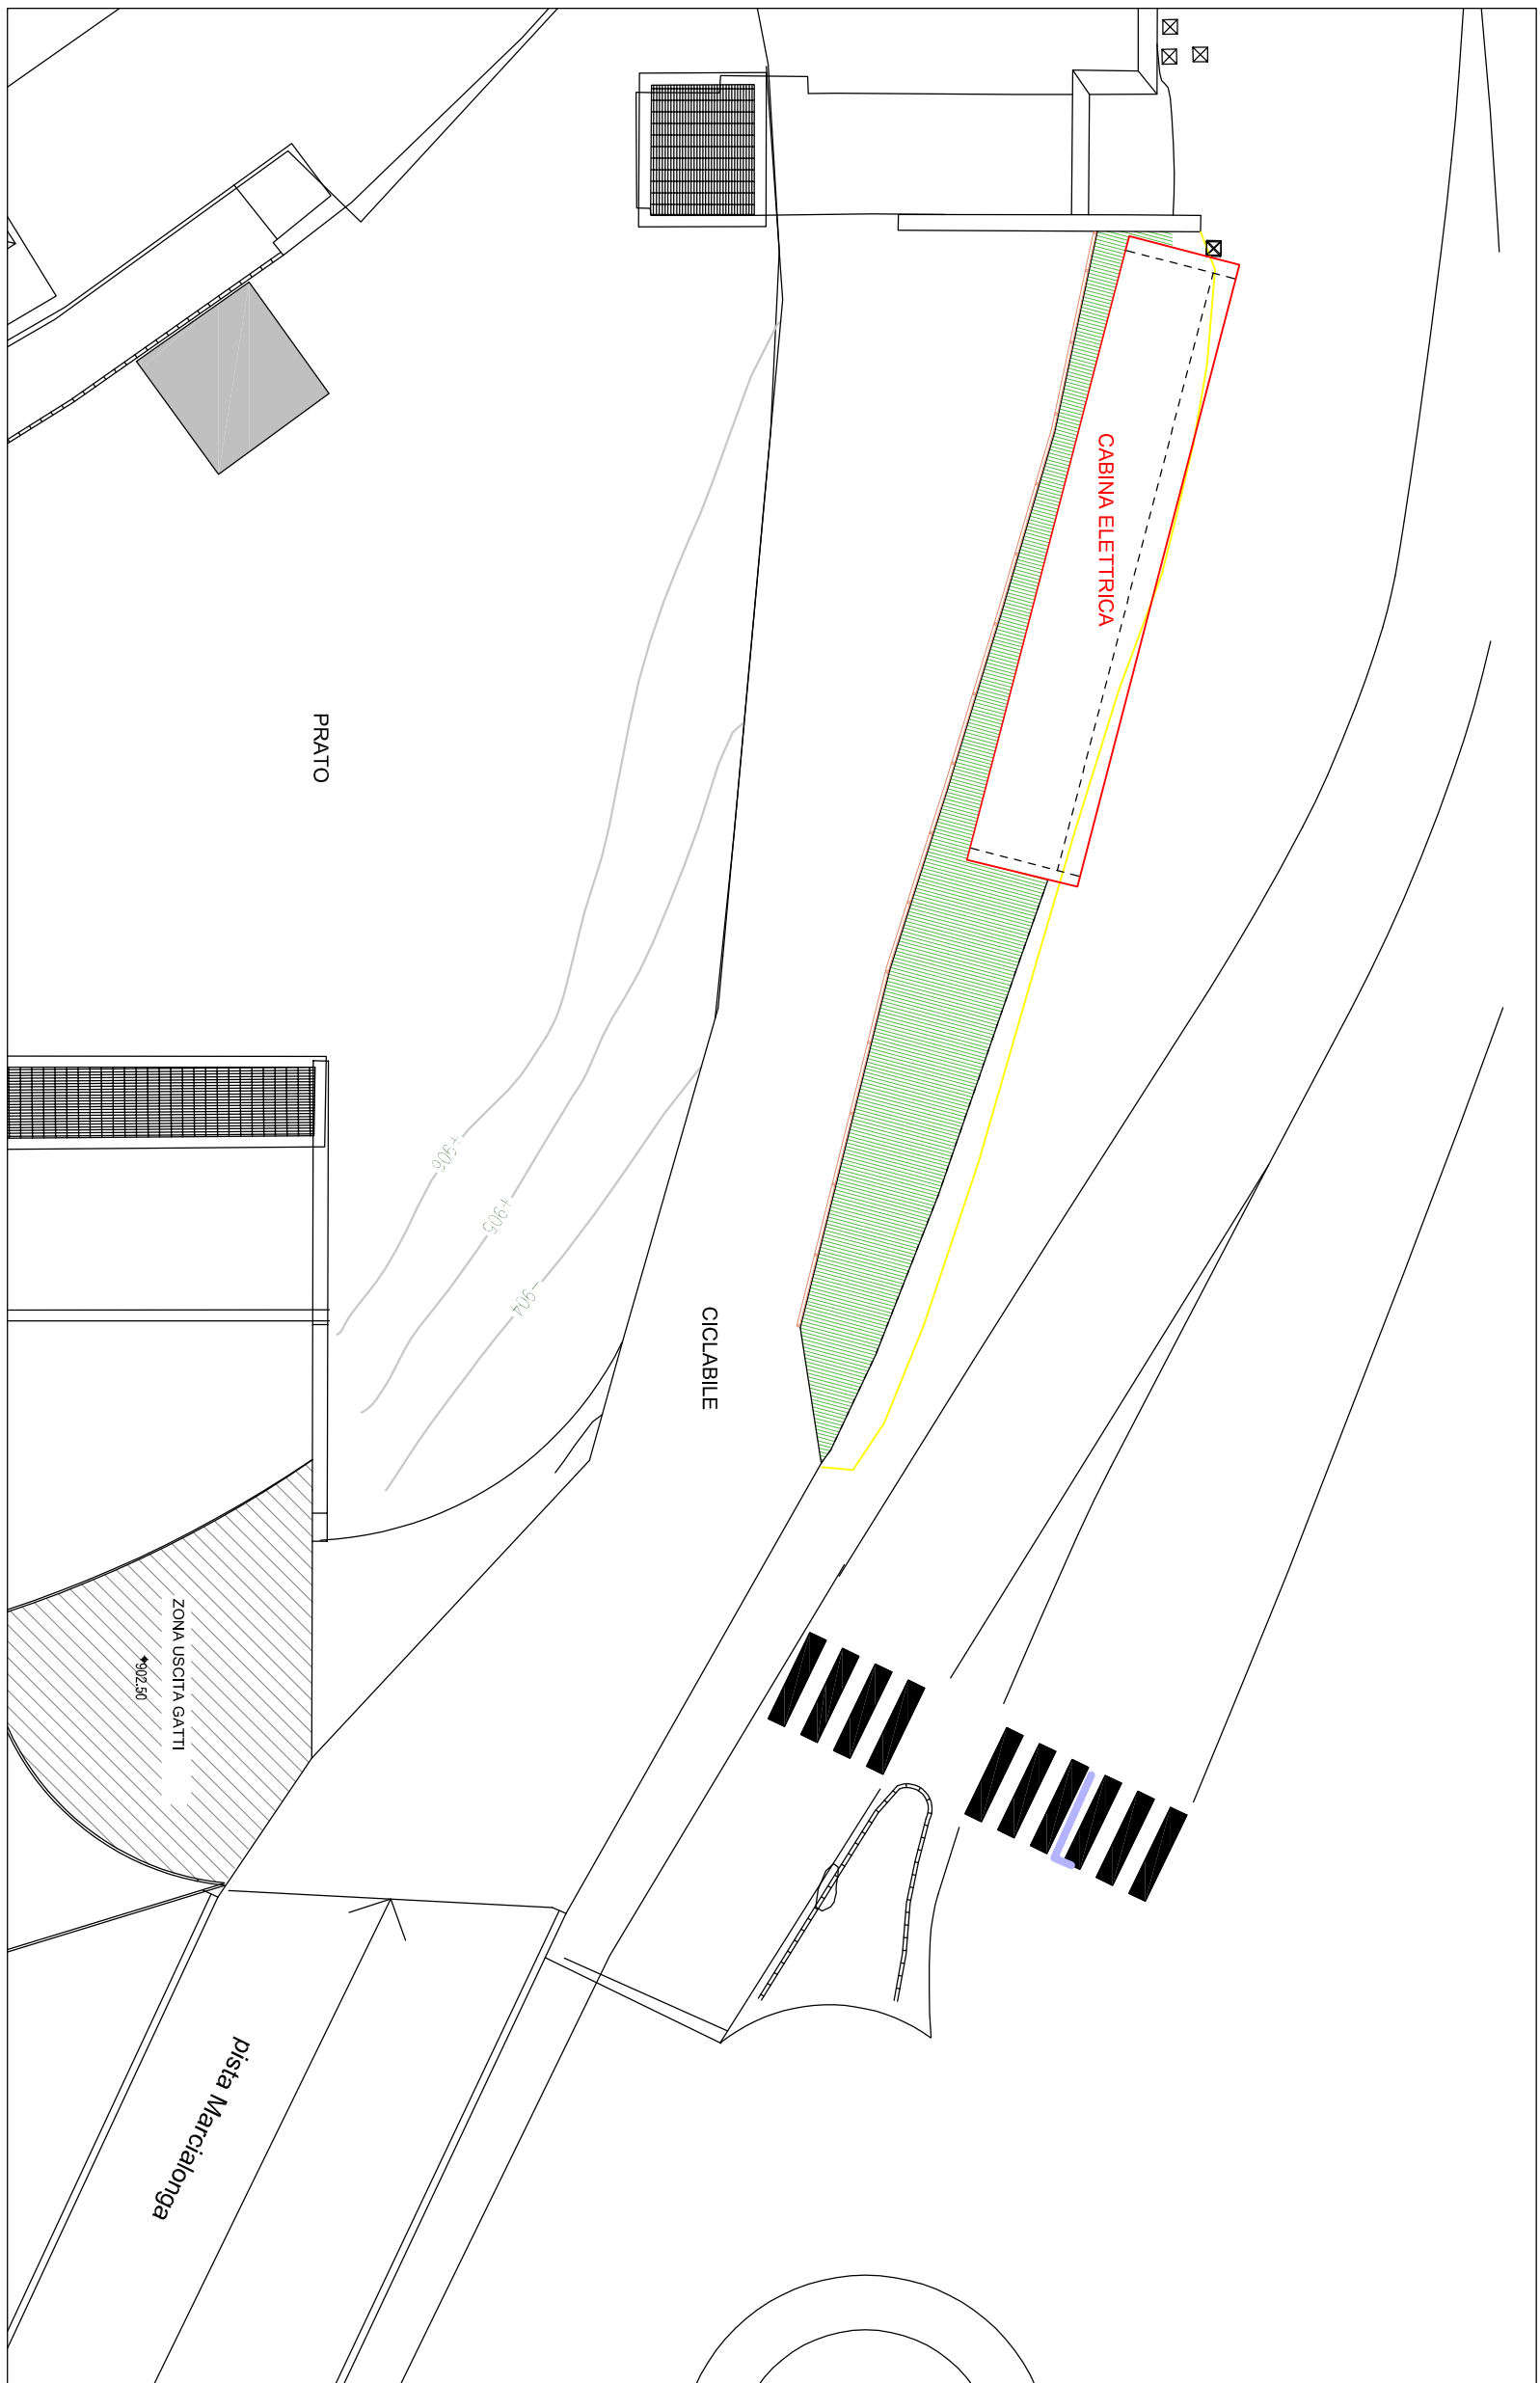 CABINA ELETTRICA
PRATO
+906
+905
904
CICLABILE
ZONA USCITA GATTI
902.50
pista Marcialonga